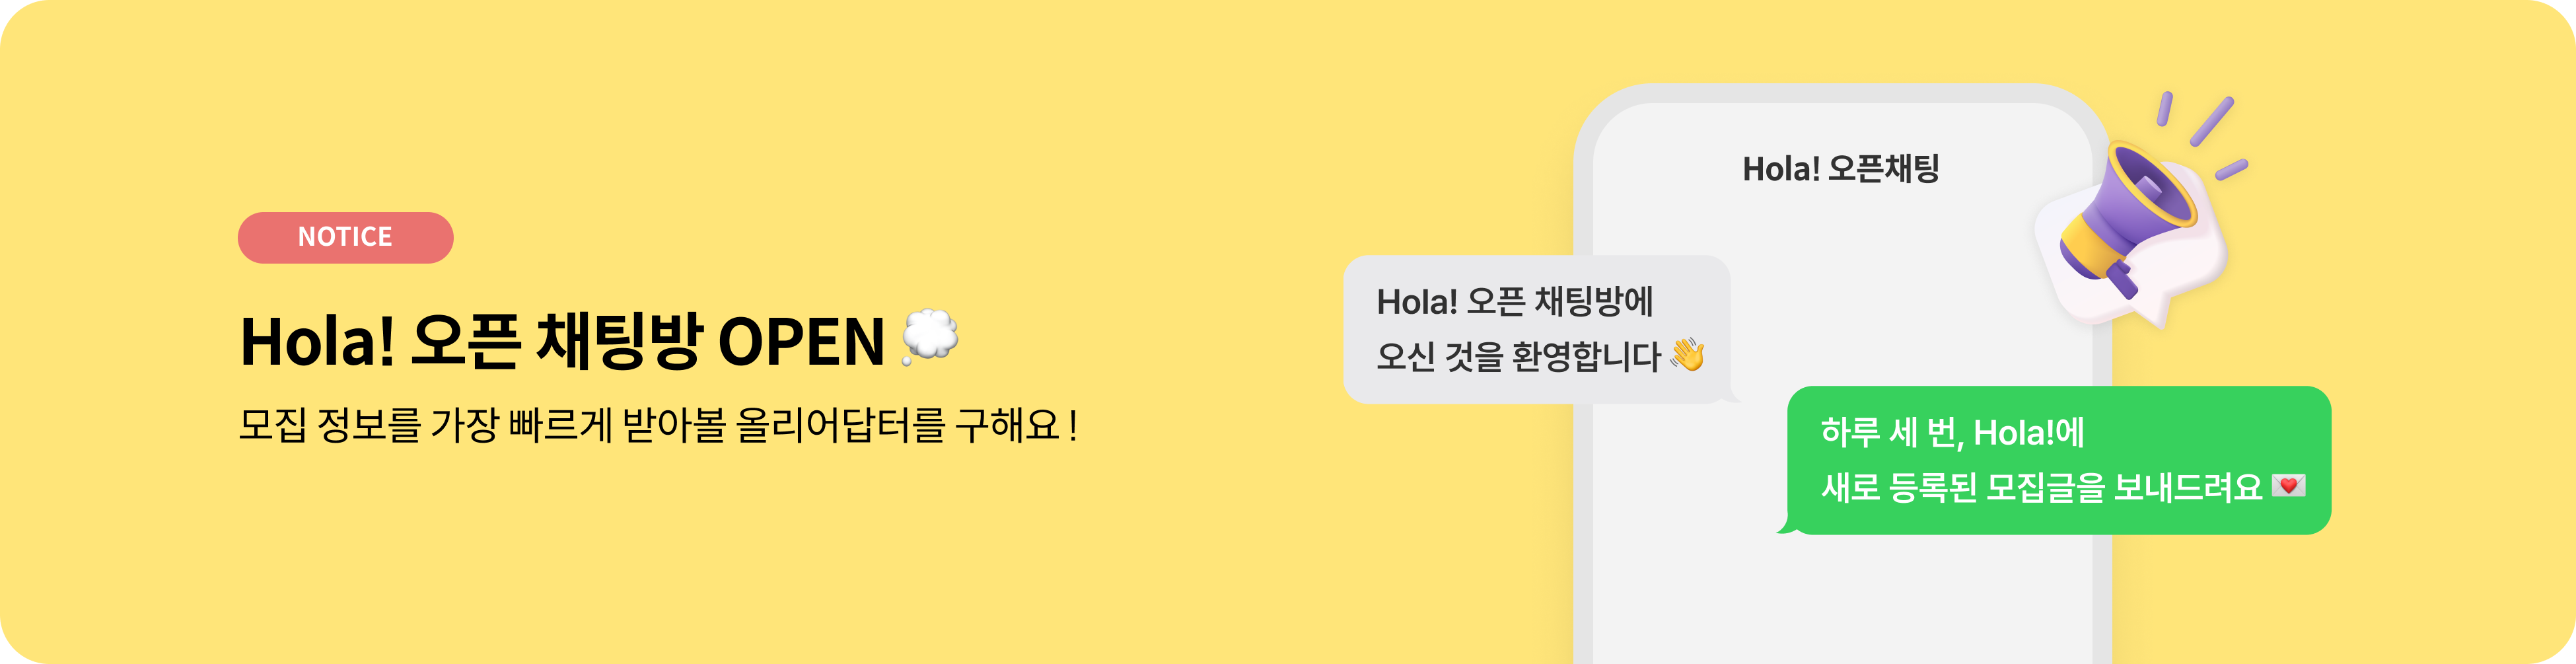 NOTICE
Hola! 오픈 채팅방 OPEN 💭
모집 정보를 가장 빠르게 받아볼 올리어답터를 구해요 !
Hola! 오픈채팅
Hola! 오픈 채팅방에
오신 것을 환영합니다 👋
하루 세 번, Hola!에
새로 등록된 모집글을 보내드려요 💌